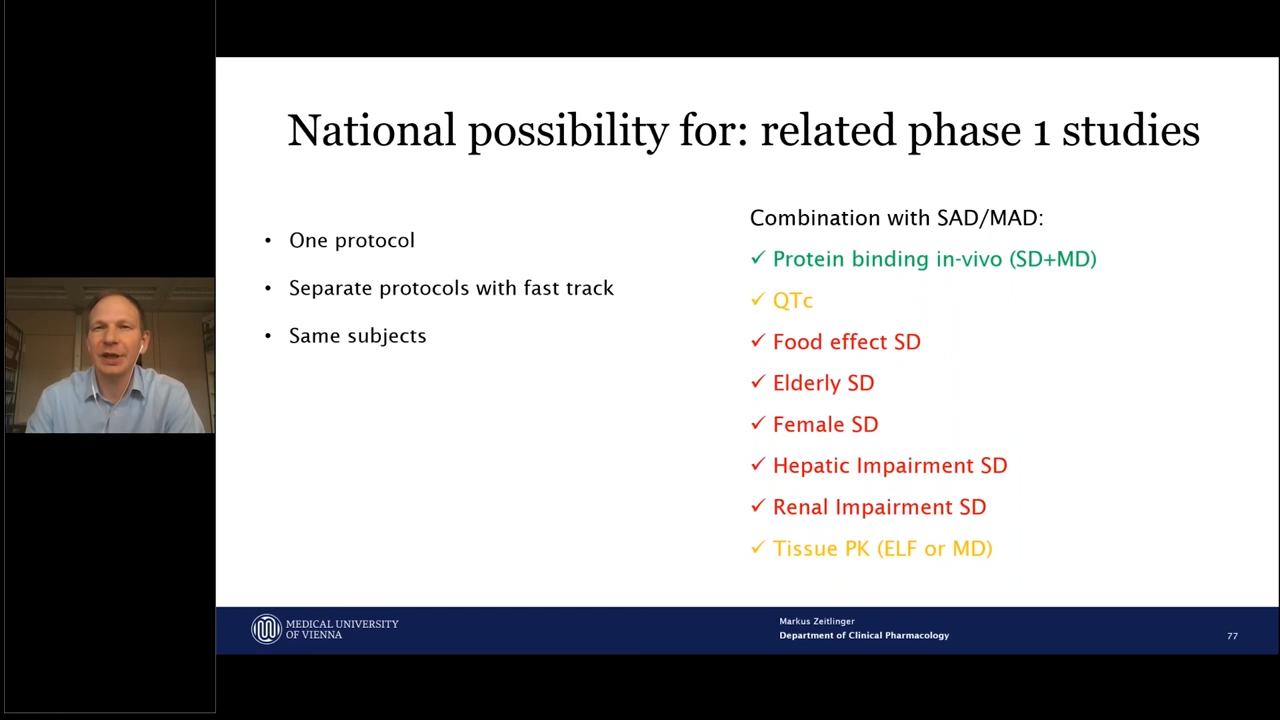 National possibility for: related phase 1 studies
• One protocol
• Separate protocols with fast track
• Same subjects
Combination with SAD/MAD:
✓ Protein binding in-vivo (SD+MD)
✓ QTc
✓ Food effect SD
✓ Elderly SD
✓ Female SD
✓ Hepatic Impairment SD
✓ Renal Impairment SD
✓ Tissue PK (ELF or MD)
MEDICAL UNIVERSITY
OF VIENNA
Markus Zeitlinger
Department of Clinical Pharmacology
77